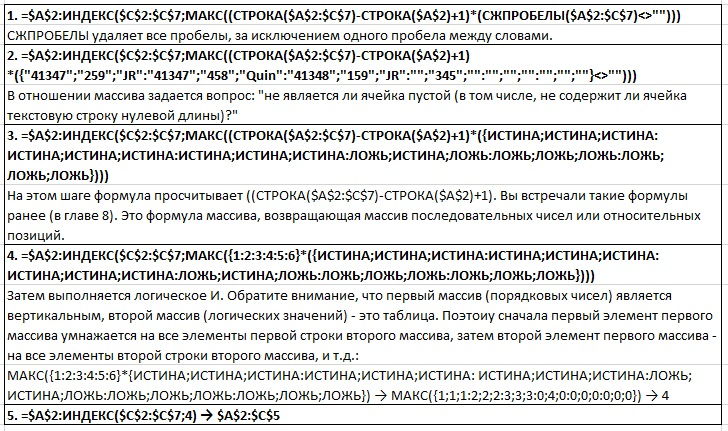 1. =$A$2:ИНДЕКС($C$2:$C$7;МАКС((СТРОКА($A$2:$C$7)-СТРОКА($A$2)+1)*(СЖПРОБЕЛЫ($A$2:$C$7)<>"")))
СЖПРОБЕЛЫ удаляет все пробелы, за исключением одного пробела между словами.
2. =$A$2:ИНДЕКС($C$2:$C$7;МАКС((СТРОКА($A$2:$C$7)-СТРОКА($A$2)+1)
*({"41347";"259";"JR":"41347";"458";"Quin":"41348";"159";"JR":"";"345";"":"";"";"":"";"";""}<>"")))
В отношении массива задается вопрос: "не является ли ячейка пустой (в том числе, не содержит ли ячейка
текстовую строку нулевой длины)?"
3. =$A$2:ИНДЕКС($C$2:$C$7;МАКС((СТРОКА($A$2:$C$7)-СТРОКА($A$2)+1)*({ИСТИНА;ИСТИНА;ИСТИНА:
ИСТИНА;ИСТИНА;ИСТИНА:ИСТИНА;ИСТИНА;ИСТИНА:ЛОЖЬ;ИСТИНА;ЛОЖЬ:ЛОЖЬ;ЛОЖЬ;ЛОЖЬ:ЛОЖЬ;
ЛОЖЬ;ЛОЖЬ})))
На этом шаге формула просчитывает ((СТРОКА($A$2:$C$7)-СТРОКА($A$2)+1). Вы встречали такие формулы
ранее (в главе 8). Это формула массива, возвращающая массив последовательных чисел или относительных
позиций.
4. =$A$2:ИНДЕКС($C$2:$C$7;МАКС({1:2:3:4:5:6}*({ИСТИНА;ИСТИНА;ИСТИНА:ИСТИНА;ИСТИНА;ИСТИНА:
ИСТИНА;ИСТИНА;ИСТИНА:ЛОЖЬ;ИСТИНА;ЛОЖЬ:ЛОЖЬ;ЛОЖЬ;ЛОЖЬ:ЛОЖЬ;ЛОЖЬ;ЛОЖЬ})))
Затем выполняется логическое И. Обратите внимание, что первый массив (порядковых чисел) является
вертикальным, второй массив (логических значений) - это таблица. Поэтоиу сначала первый элемент первого
массива умнажается на все элементы первой строки второго массива, затем второй элемент первого массива -
на все элементы второй строки второго массива, и т.д.:
МАКС({1:2:3:4:5:6}*{ИСТИНА;ИСТИНА;ИСТИНА:ИСТИНА;ИСТИНА;ИСТИНА: ИСТИНА;ИСТИНА;ИСТИНА:ЛОЖЬ;
ИСТИНА;ЛОЖЬ:ЛОЖЬ;ЛОЖЬ;ЛОЖЬ:ЛОЖЬ;ЛОЖЬ;ЛОЖЬ}) → МАКС({1;1;1:2;2;2:3;3;3:0;4;0:0;0;0:0;0;0}) → 4
5. =$A$2:ИНДЕКС($C$2:$C$7;4) → $A$2:$C$5